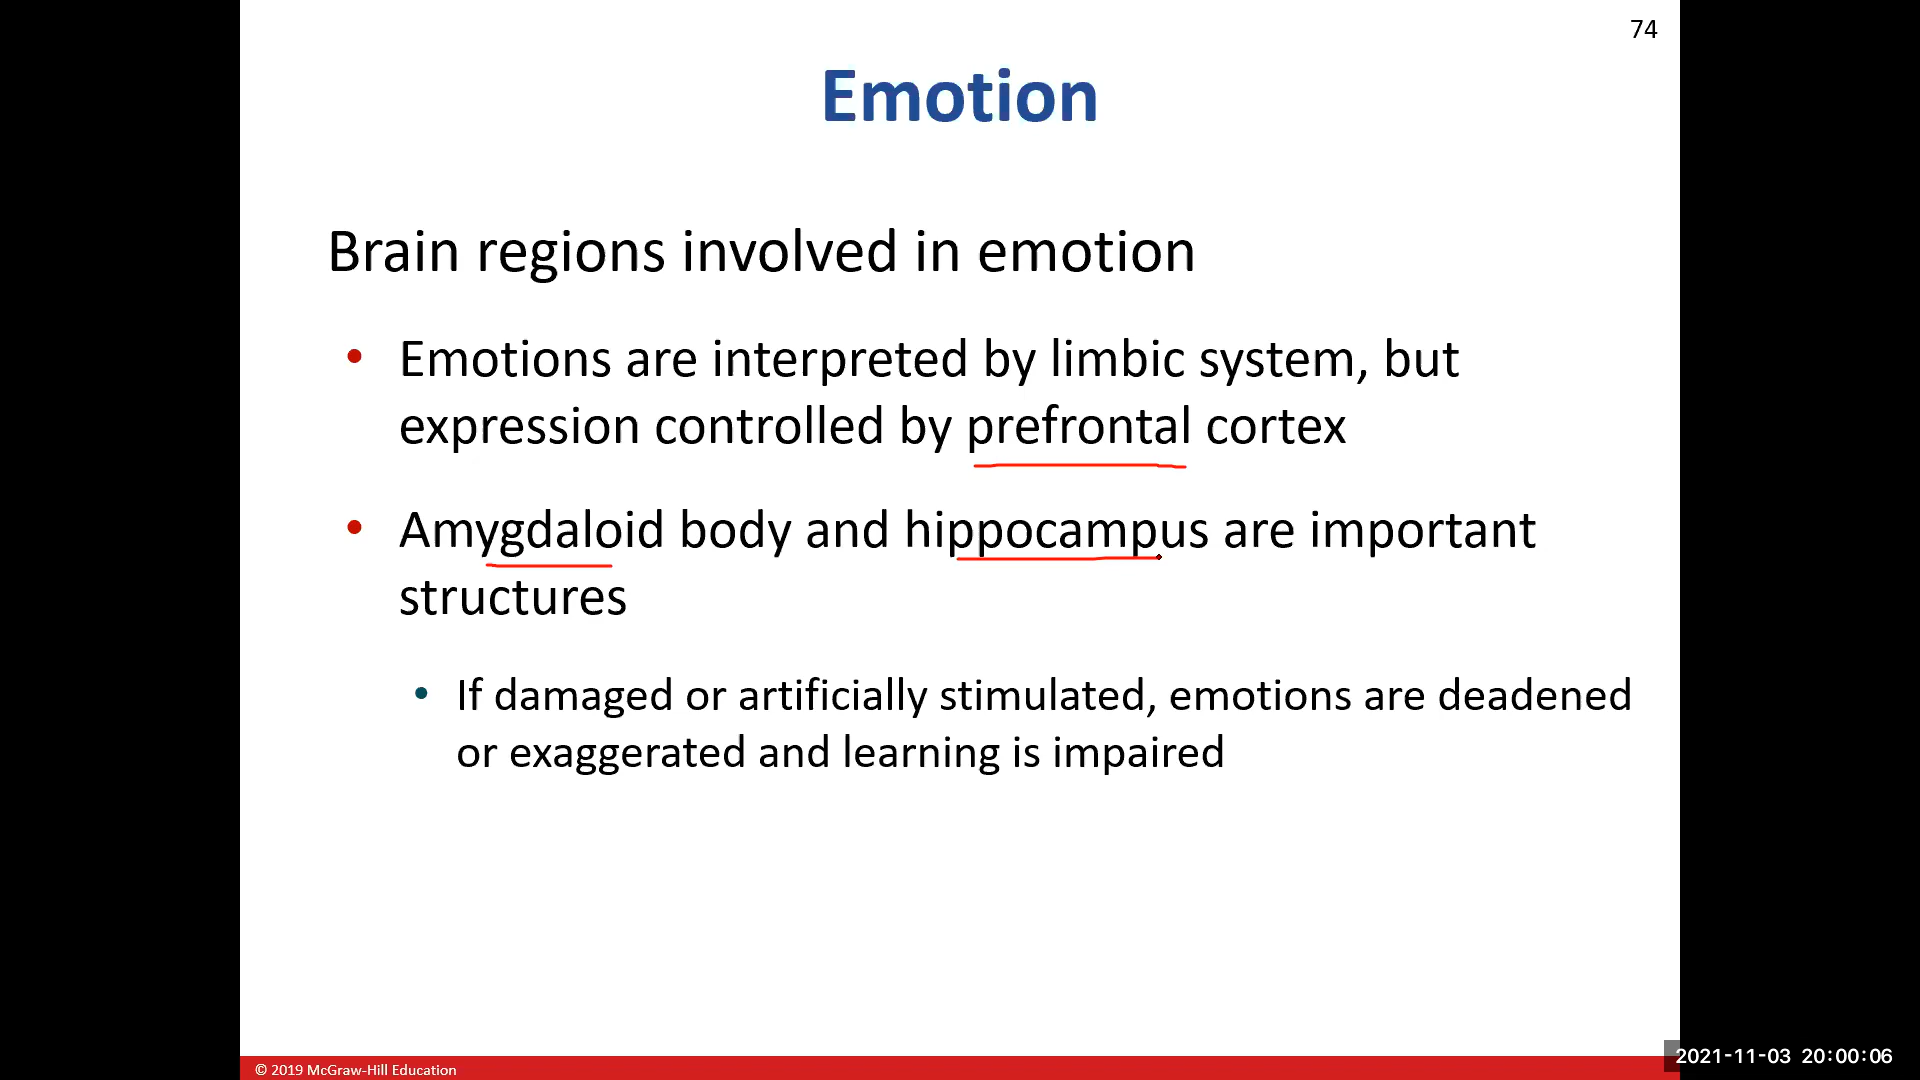 74
Emotion
Brain regions involved in emotion
• Emotions are interpreted by limbic system, but
expression controlled by prefrontal cortex
• Amygdaloid body and hippocampus are important
structures
• If damaged or artificially stimulated, emotions are deadened
or exaggerated and learning is impaired
© 2019 McGraw-Hill Education
2021-11-03 20:00:06